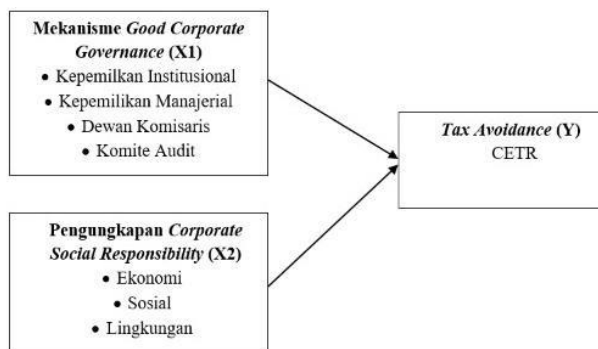 Mekanisme Good Corporate
Governance (X1)
• Kepemilkan Institusional
• Kepemilikan Manajerial
• Dewan Komisaris
• Komite Audit
Tax Avoidance (Y)
CETR
Pengungkapan Corporate
Social Responsibility (X2)
• Ekonomi
• Sosial
• Lingkungan